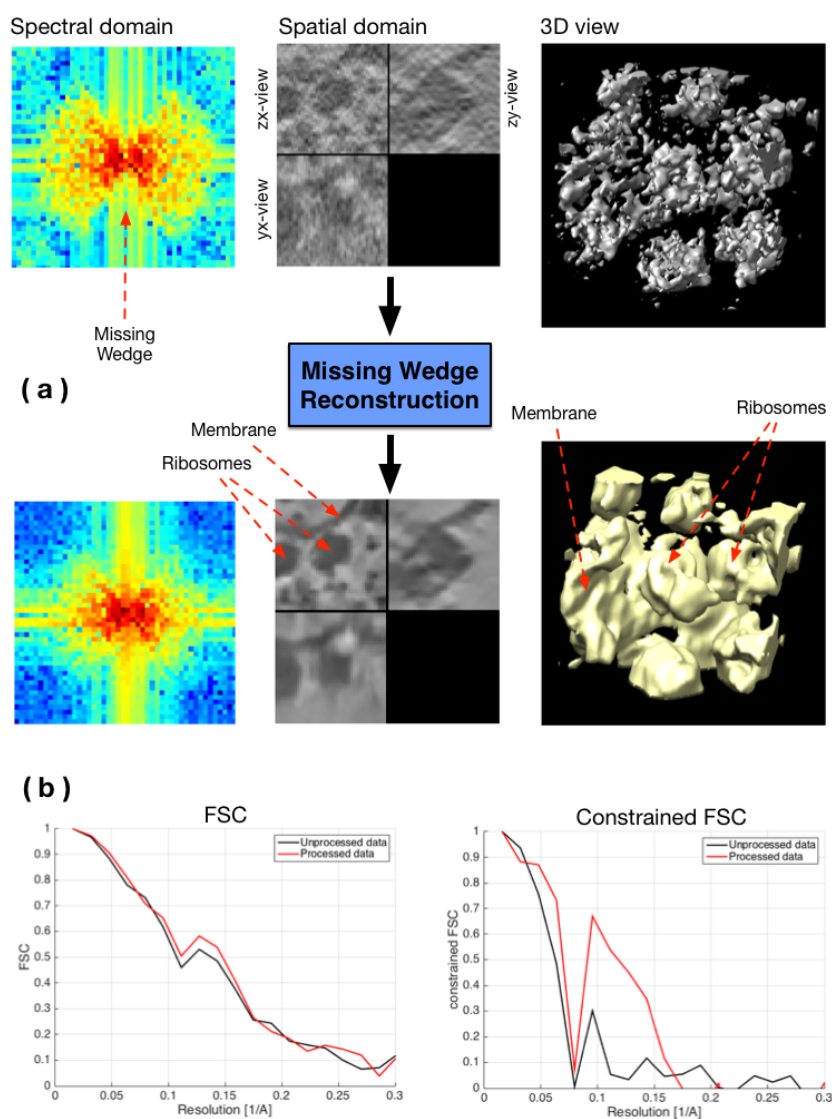 Spectral domain
Spatial domain
3D view
zx-view
zy-view
yx-view
Missing
Wedge
( a )
Missing Wedge
Reconstruction
Membrane
Ribosomes
Membrane
Ribosomes
( b )
FSC
Unprocessed data
Processed data
1
0.9
0.8
0.7
0.6
0.5
0.4
0.3
0.2
0.1
0
FSC
0 0.05 0.1 0.15 0.2 0.25 0.3
Resolution [1/A]
Constrained FSC
Unprocessed data
Processed data
1
0.9
0.8
0.7
0.6
0.5
0.4
0.3
0.2
0.1
0
constrained FSC
0 0.05 0.1 0.15 0.2 0.25 0.3
Resolution [1/A]